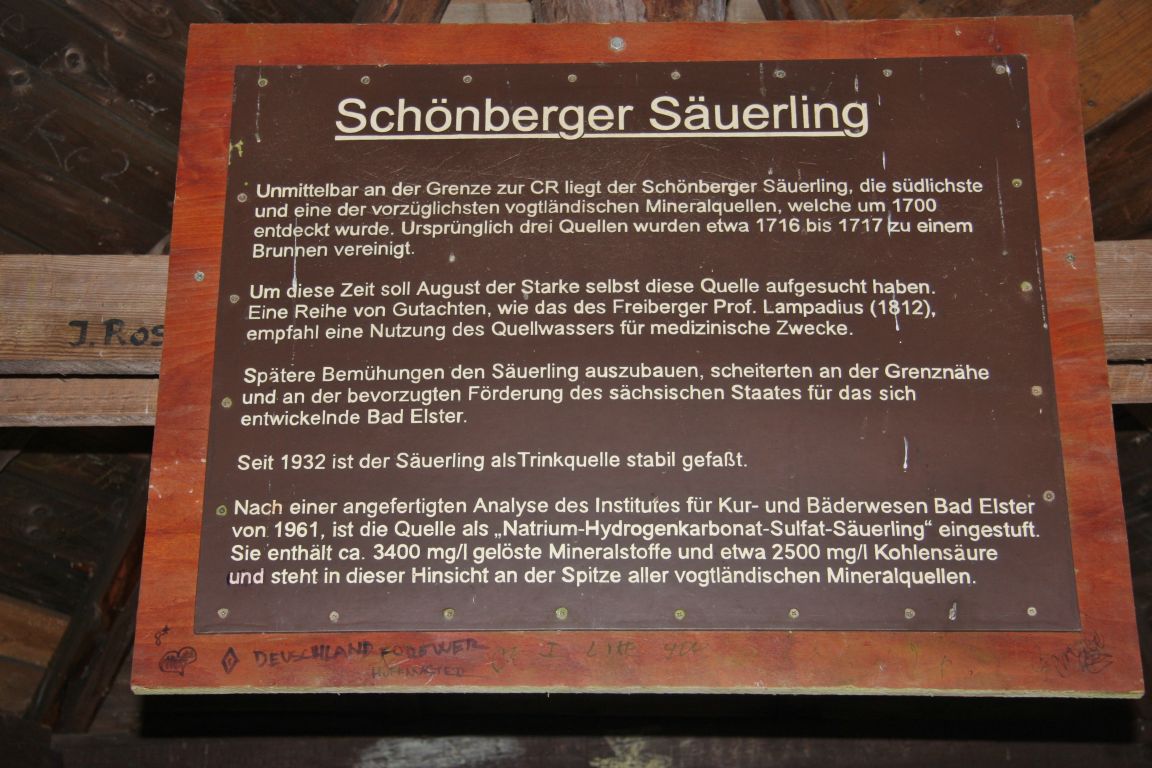 Schönberger Säuerling
Unmittelbar an der Grenze zur CR liegt der Schönberger Säuerling, die südlichste
und eine der vorzüglichsten vogtländischen Mineralquellen, welche um 1700
entdeckt wurde. Ursprünglich drei Quellen wurden etwa 1716 bis 1717 zu einem
Brunnen vereinigt.
Um diese Zeit soll August der Starke selbst diese Quelle aufgesucht haben.
Eine Reihe von Gutachten, wie das des Freiberger Prof. Lampadius (1812),
empfahl eine Nutzung des Quellwassers für medizinische Zwecke.
J. Ros
Spätere Bemühungen den Säuerling auszubauen, scheiterten an der Grenznähe
und an der bevorzugten Förderung des sächsischen Staates für das sich
entwickelnde Bad Elster.
Seit 1932 ist der Säuerling alsTrinkquelle stabil gefaßt.
Nach einer angefertigten Analyse des Institutes für Kur- und Bäderwesen Bad Elster
von 1961, ist die Quelle als „Natrium-Hydrogenkarbonat-Sulfat-Säuerling“ eingestuft.
Sie enthält ca. 3400 mg/l gelöste Mineralstoffe und etwa 2500 mg/l Kohlensäure
und steht in dieser Hinsicht an der Spitze aller vogtländischen Mineralquellen.
DEUSCHLAND FOREWER
I LIKE